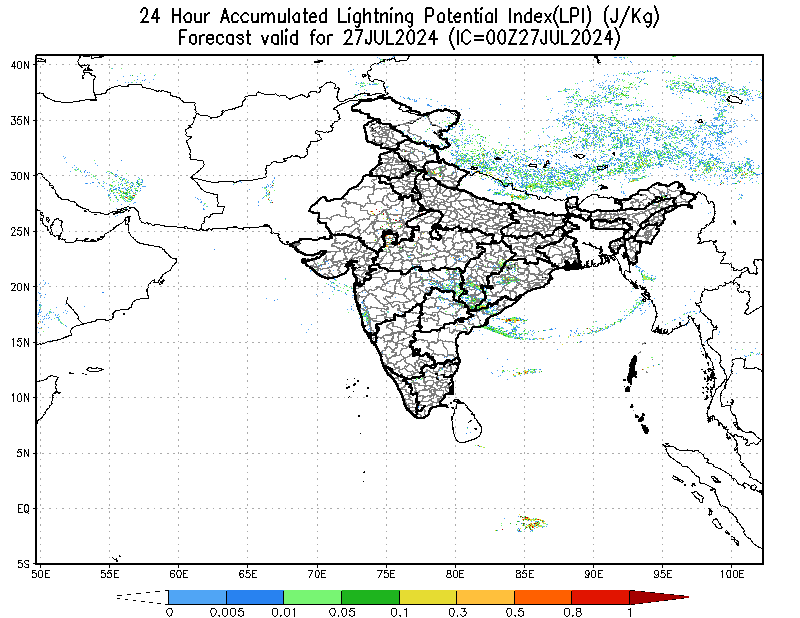 24 Hour Accumulated Lightning Potential Index(LPI) (J/Kg)
Forecast valid for 27JUL2024 (IC=00Z27JUL2024)
40N
35N
30N
25N
20N
15N
10N
5N
EQ
5S
50E 55E 60E 65E 70E 75E 80E 85E 90E 95E 100E
0 0.005 0.01 0.05 0.1 0.3 0.5 0.8 1